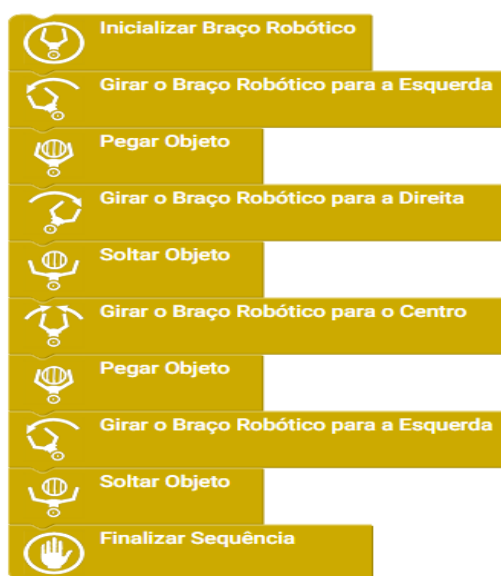 Inicializar Braço Robótico
Girar o Braço Robótico para a Esquerda
Pegar Objeto
Girar o Braço Robótico para a Direita
Soltar Objeto
Girar o Braço Robótico para o Centro
Pegar Objeto
Girar o Braço Robótico para a Esquerda
Soltar Objeto
Finalizar Sequência